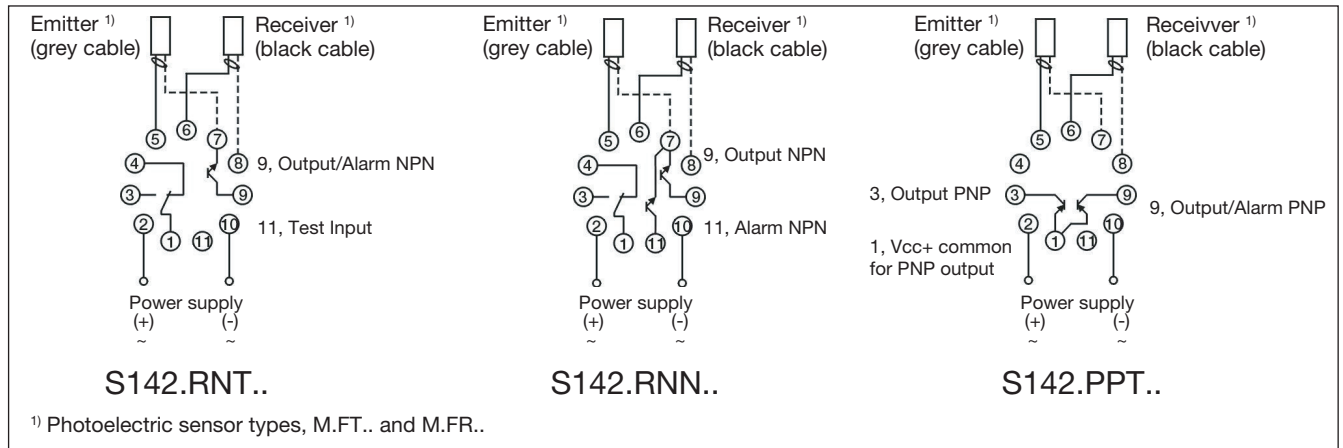 Emitter 1)
(grey cable)
Receiver 1)
(black cable)
5
6
7
4
8
9, Output/Alarm NPN
3
9
2
10
11, Test Input
1
11
Power supply
(+)
(-)
~
~
S142.RNT..
Emitter 1)
(grey cable)
Receiver 1)
(black cable)
5
6
7
4
8
9, Output NPN
3
9
2
10
11, Alarm NPN
1
11
Power supply
(+)
(-)
~
~
S142.RNN..
Emitter 1)
(grey cable)
Receivver 1)
(black cable)
5
6
7
4
8
3, Output PNP
3
9
9, Output/Alarm PNP
2
10
1, Vcc+ common
for PNP output
1
11
Power supply
(+)
(-)
~
~
S142.PPT..
1) Photoelectric sensor types, M.FT.. and M.FR..